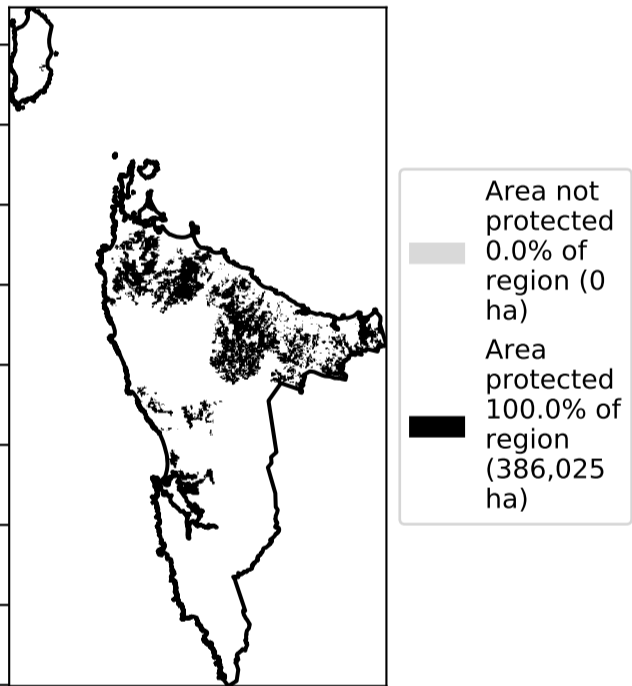 Area not
protected
0.0% of
region (0
ha)
Area
protected
100.0% of
region
(386,025
ha)